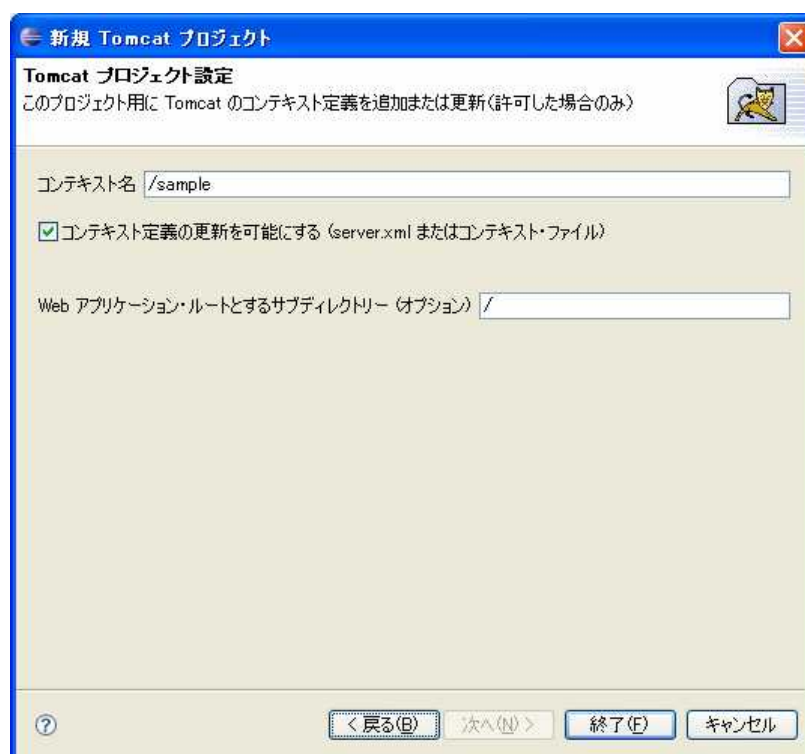 新規 Tomcat プロジェクト
Tomcat プロジェクト設定
このプロジェクト用に Tomcat のコンテキスト定義を追加または更新(許可した場合のみ)
コンテキスト名 /sample
コンテキスト定義の更新を可能にする (server.xml またはコンテキスト・ファイル)
Web アプリケーション・ルートとするサブディレクトリー (オプション) /
? < 戻る(B) 次へ(N) > 終了(F) キャンセル